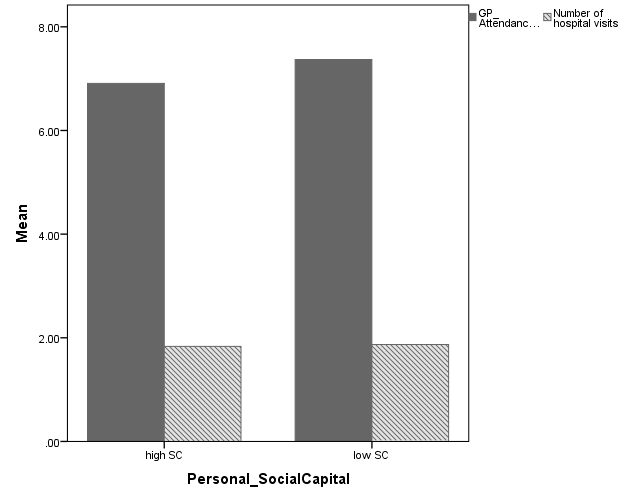 GP_
Attendanc...
Number of
hospital visits
8.00
6.00
4.00
2.00
.00
Mean
high SC
low SC
Personal_SocialCapital